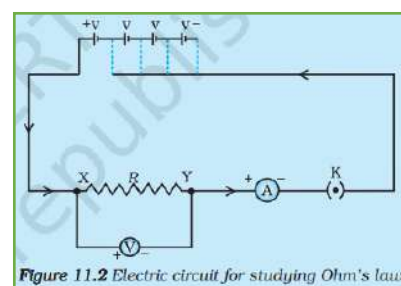 +v v v v-
K
X R Y + A -
+ V -
Figure 11.2 Electric circuit for studying Ohm's law